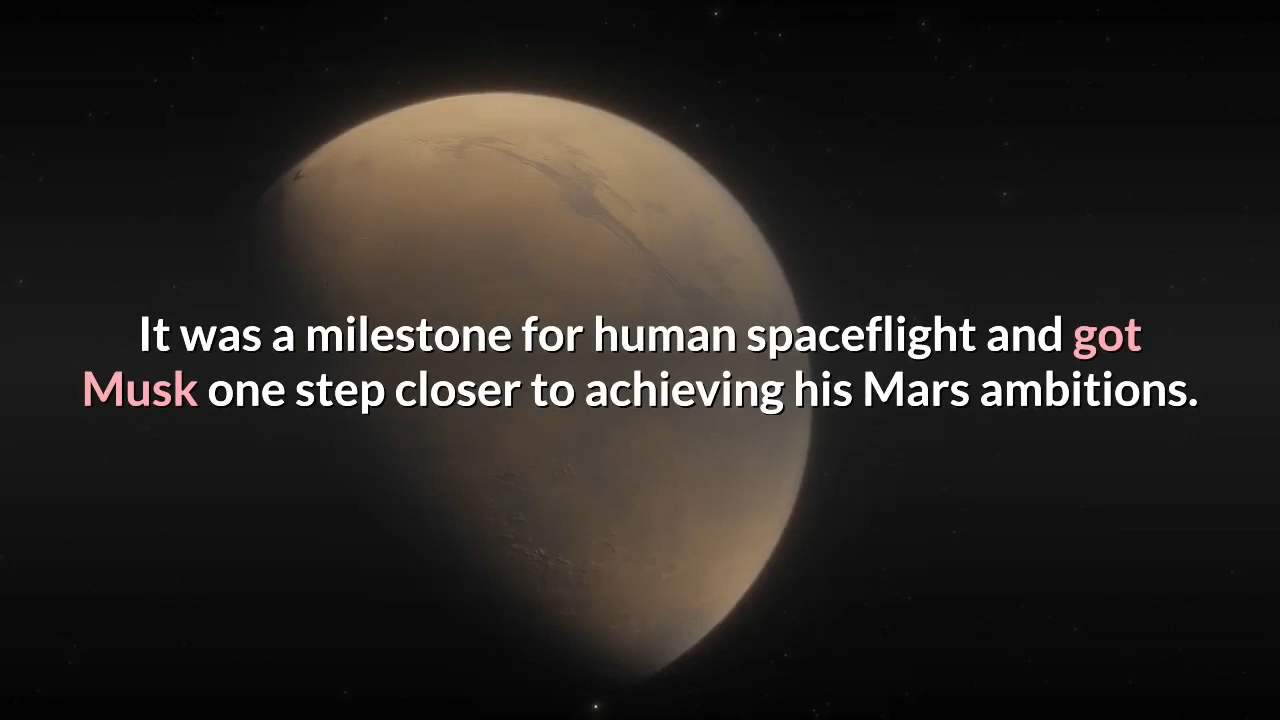 It was a milestone for human spaceflight and got
Musk one step closer to achieving his Mars ambitions.